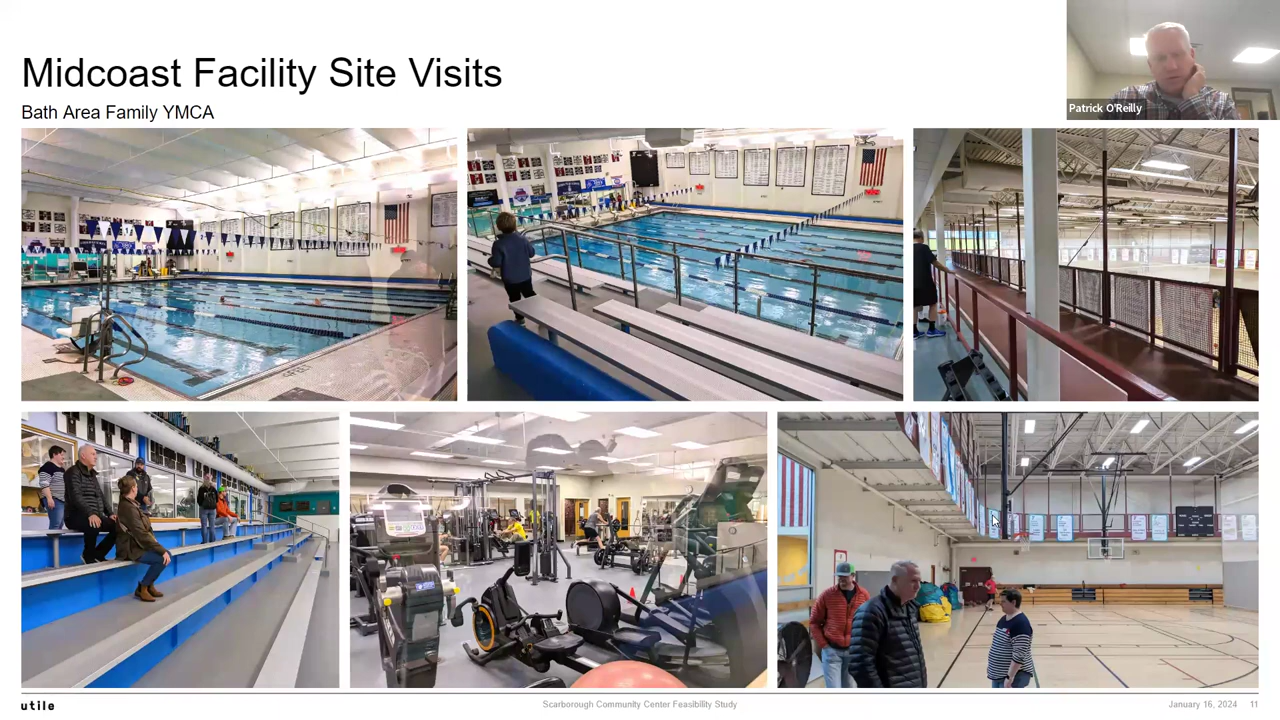 Midcoast Facility Site Visits
Bath Area Family YMCA
Patrick O'Reilly
utile
Scarborough Community Center Feasibility Study
January 16, 2024 11